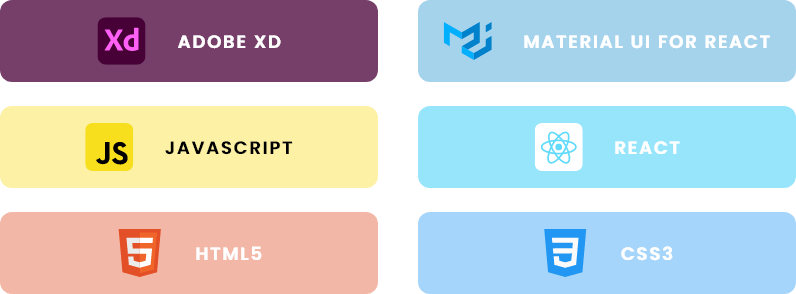 Xd ADOBE XD
MATERIAL UI FOR REACT
JS JAVASCRIPT
REACT
5 HTML5
3 CSS3